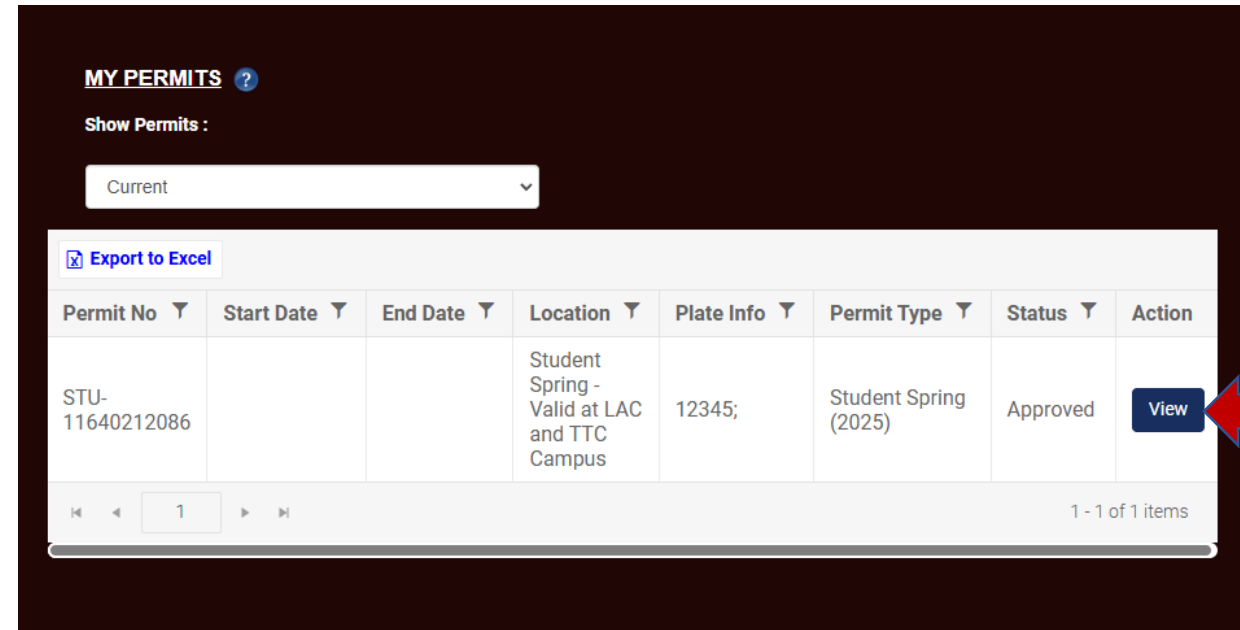 MY PERMITS ?
Show Permits :
Current
Export to Excel
Permit No Start Date End Date Location Plate Info Permit Type Status Action
STU-
11640212086
Student
Spring -
Valid at LAC
and TTC
Campus
12345;
Student Spring
(2025)
Approved
View
1
1 - 1 of 1 items